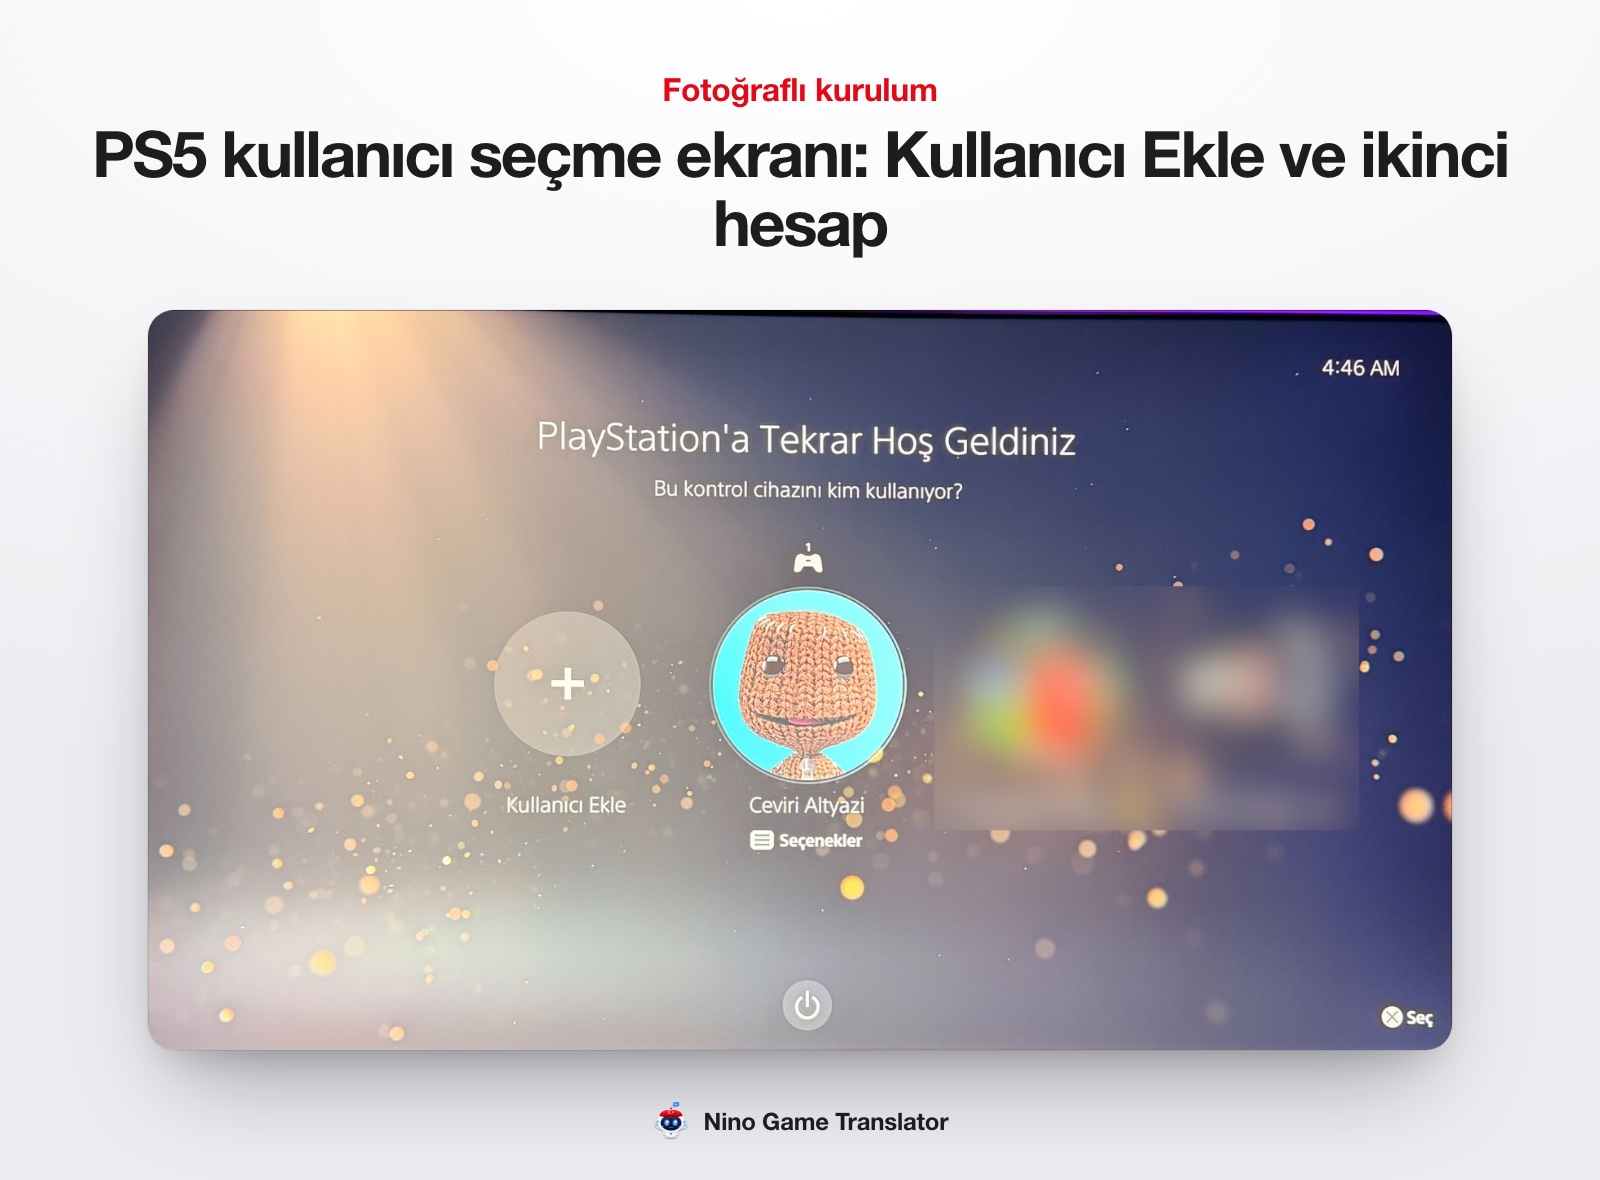 Fotoğraflı kurulum
PS5 kullanıcı seçme ekranı: Kullanıcı Ekle ve ikinci
hesap
4:46 AM
PlayStation'a Tekrar Hoş Geldiniz
Bu kontrol cihazını kim kullanıyor?
1
Kullanıcı Ekle
Ceviri Altyazi
Seçenekler
Seç
Nino Game Translator